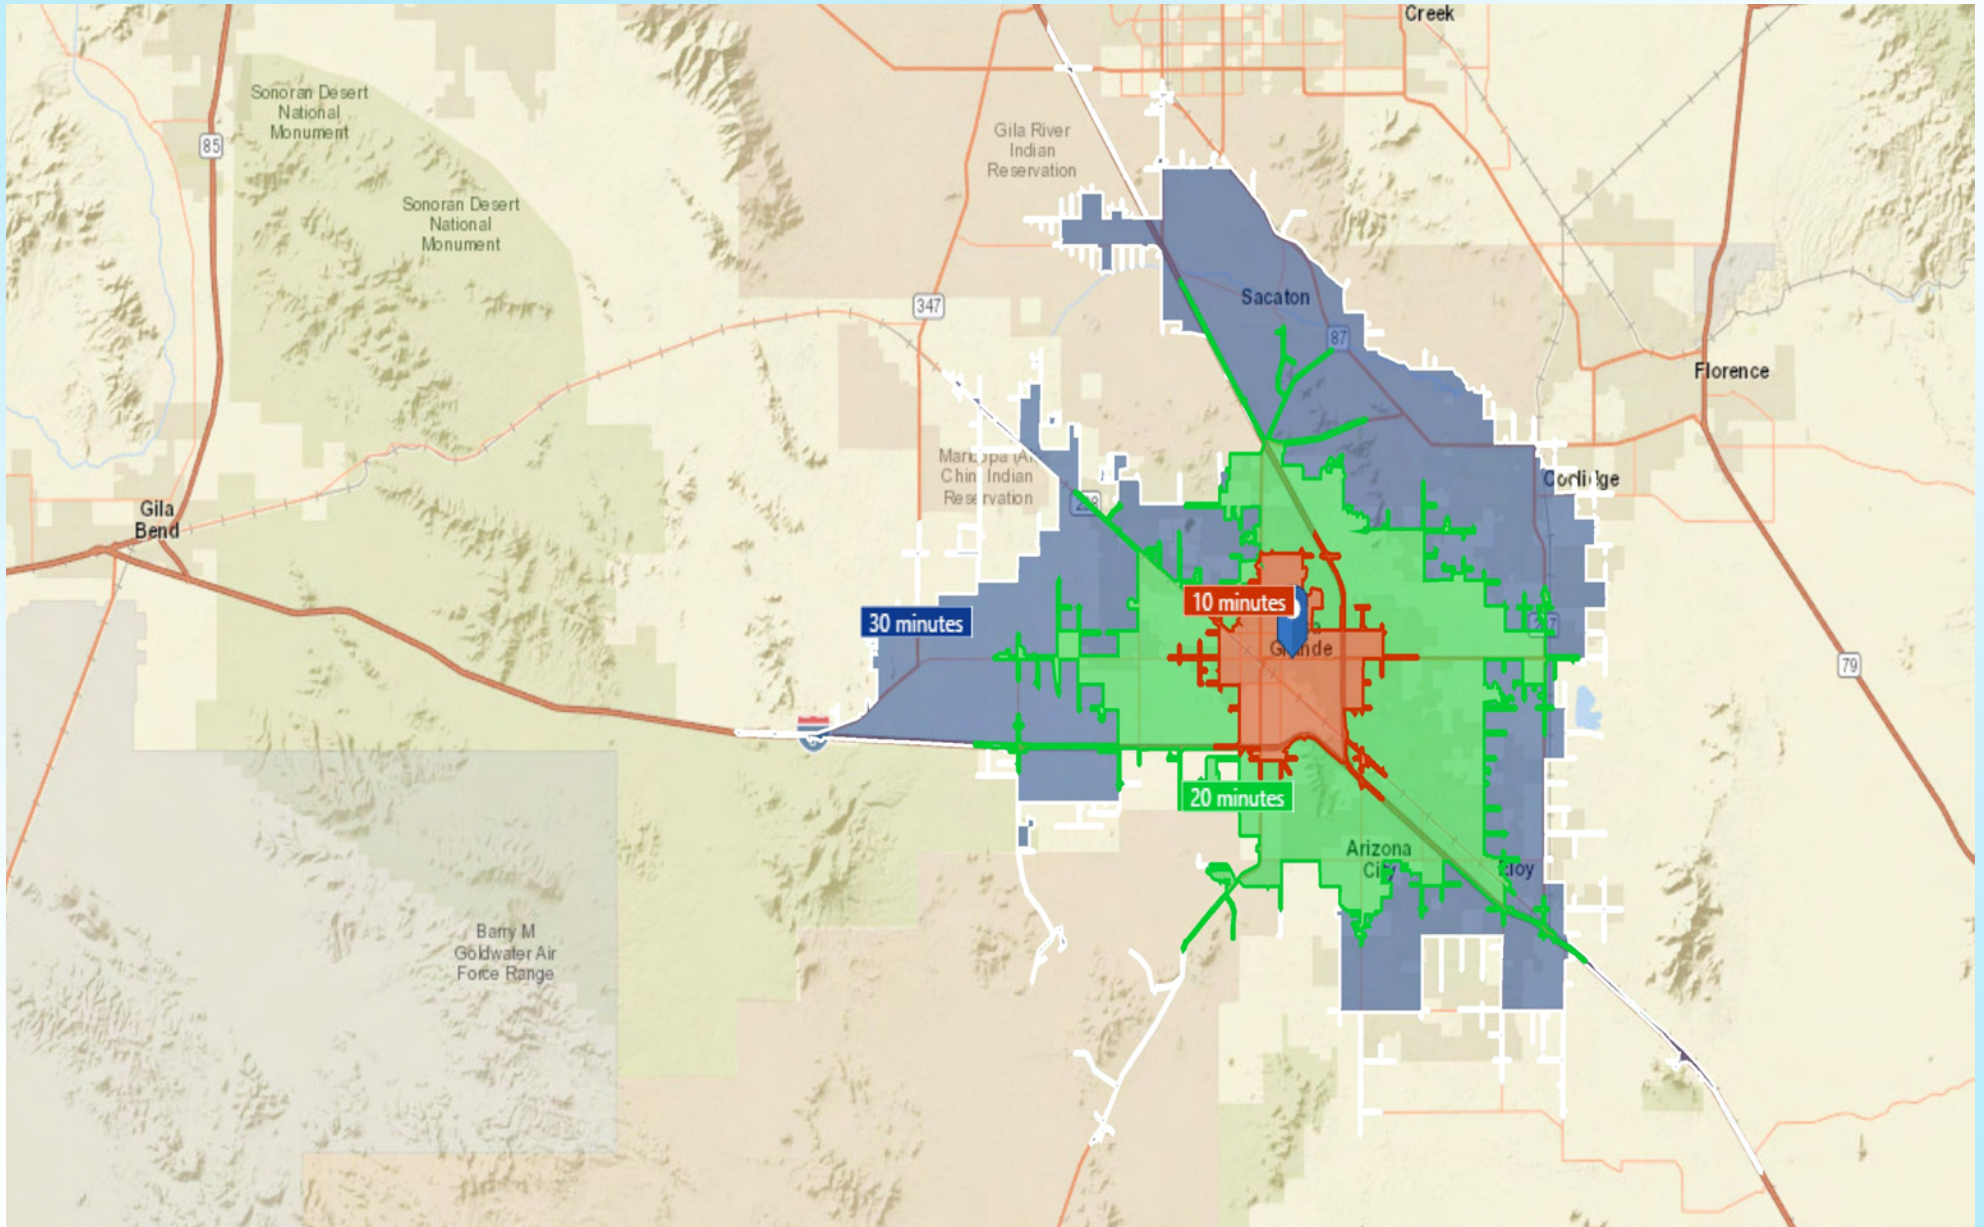 Creek
Sonoran Desert
National
Monument
85
Gila River
Indian
Reservation
Sonoran Desert
National
Monument
Sacaton
347
87
Florence
Chin Indian
Reservation
Gila
Bend
10 minutes
30 minutes
Grande
79
20 minutes
Arizona
City
Eloy
Barry M
Goldwater Air
Force Range